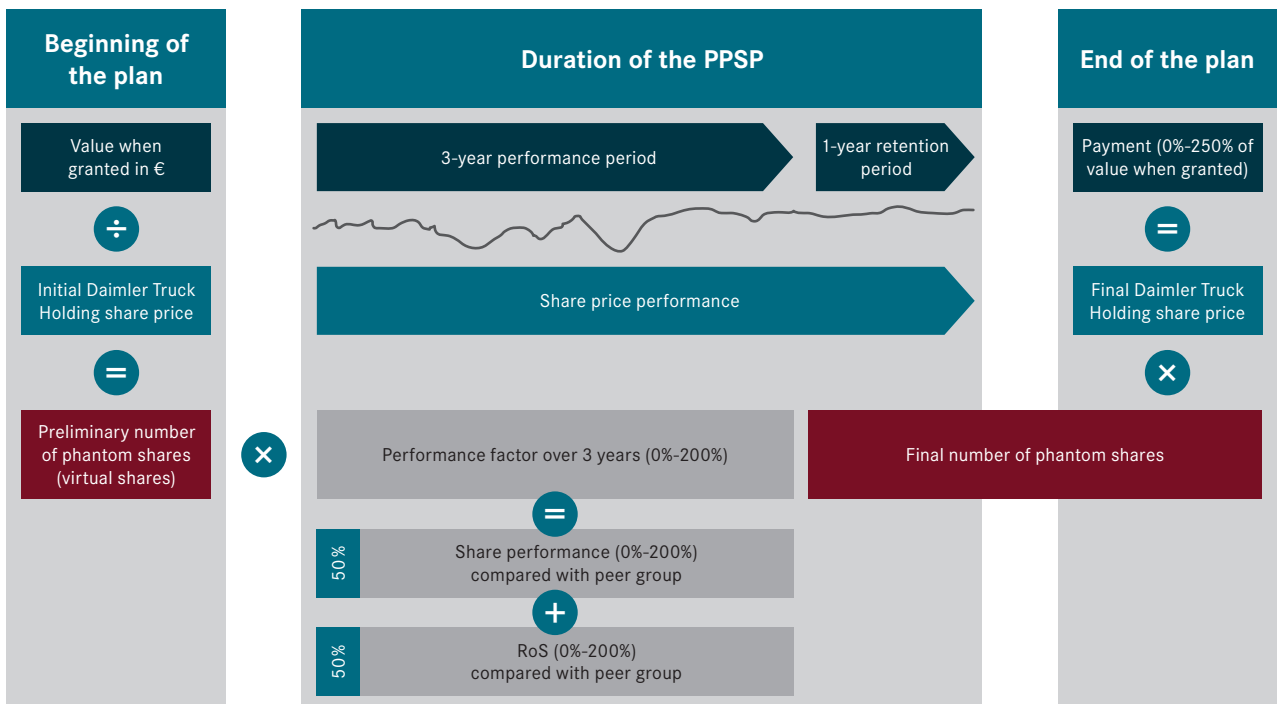 Beginning of
the plan
Value when
granted in €
÷
Initial Daimler Truck
Holding share price
=
Preliminary number
of phantom shares
(virtual shares)
×
Duration of the PPSP
3-year performance period
1-year retention
period
Share price performance
Performance factor over 3 years (0%-200%)
=
50%
Share performance (0%-200%)
compared with peer group
+
50%
RoS (0%-200%)
compared with peer group
End of the plan
Payment (0%-250% of
value when granted)
=
Final Daimler Truck
Holding share price
×
Final number of phantom shares